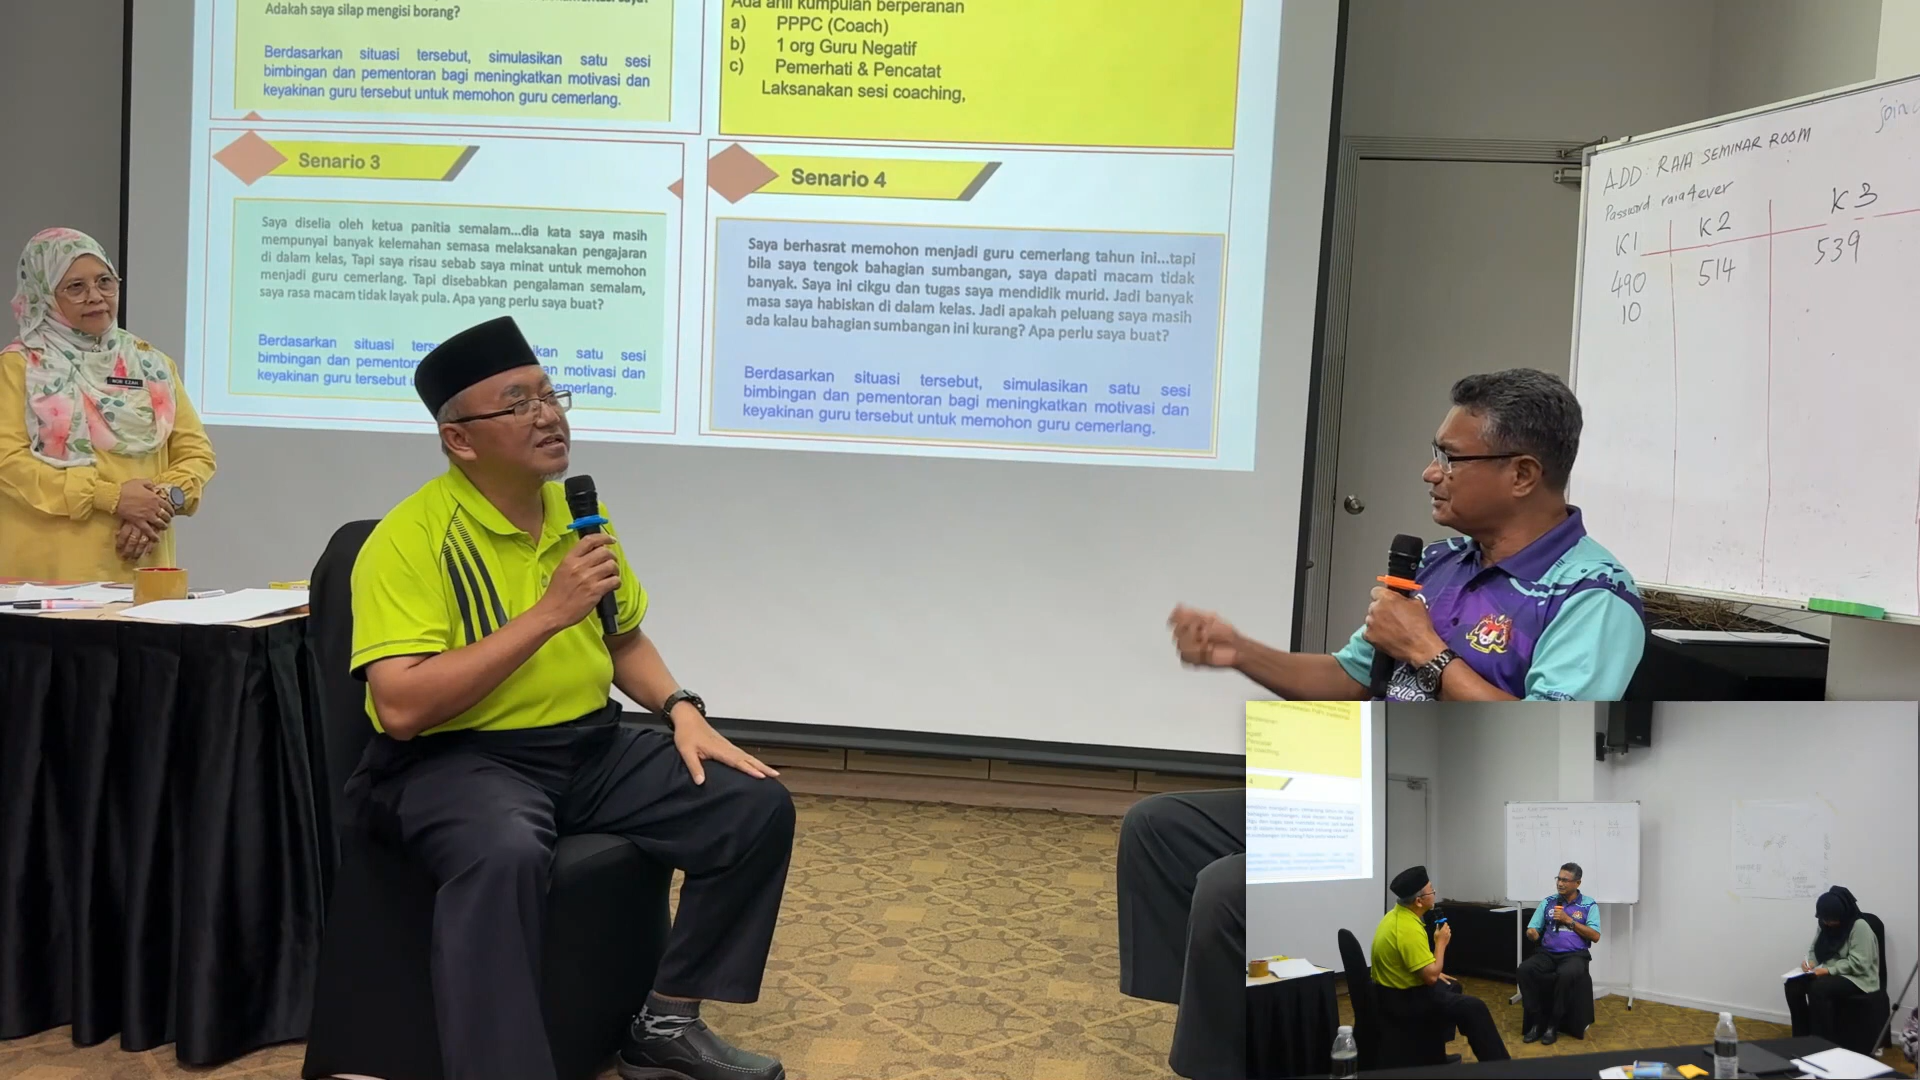 Adakah saya silap mengisi borang?
Berdasarkan situasi tersebut, simulasikan satu sesi
bimbingan dan pementoran bagi meningkatkan motivasi dan
keyakinan guru tersebut untuk memohon guru cemerlang.
Ada ahli kumpulan berperanan
a) PPPC (Coach)
b) 1 org Guru Negatif
c) Pemerhati & Pencatat
Laksanakan sesi coaching,
Senario 3
Saya diselia oleh ketua panitia semalam...dia kata saya masih
mempunyai banyak kelemahan semasa melaksanakan pengajaran
di dalam kelas, Tapi saya risau sebab saya minat untuk memohon
menjadi guru cemerlang. Tapi disebabkan pengalaman semalam,
saya rasa macam tidak layak pula. Apa yang perlu saya buat?
Berdasarkan situasi satu sesi
bimbingan dan motivasi dan
keyakinan guru tersebut
Senario 4
Saya berhasrat memohon menjadi guru cemerlang tahun ini...tapi
bila saya tengok bahagian sumbangan, saya dapati macam tidak
banyak. Saya ini cikgu dan tugas saya mendidik murid. Jadi banyak
masa saya habiskan di dalam kelas. Jadi apakah peluang saya masih
ada kalau bahagian sumbangan ini kurang? Apa perlu saya buat?
Berdasarkan situasi tersebut, simulasikan satu sesi
bimbingan dan pementoran bagi meningkatkan motivasi dan
keyakinan guru tersebut untuk memohon guru cemerlang.
ADD: RAIA SEMINAR ROOM
Password raia4ever
K1 K2 K3
490 514 539
10